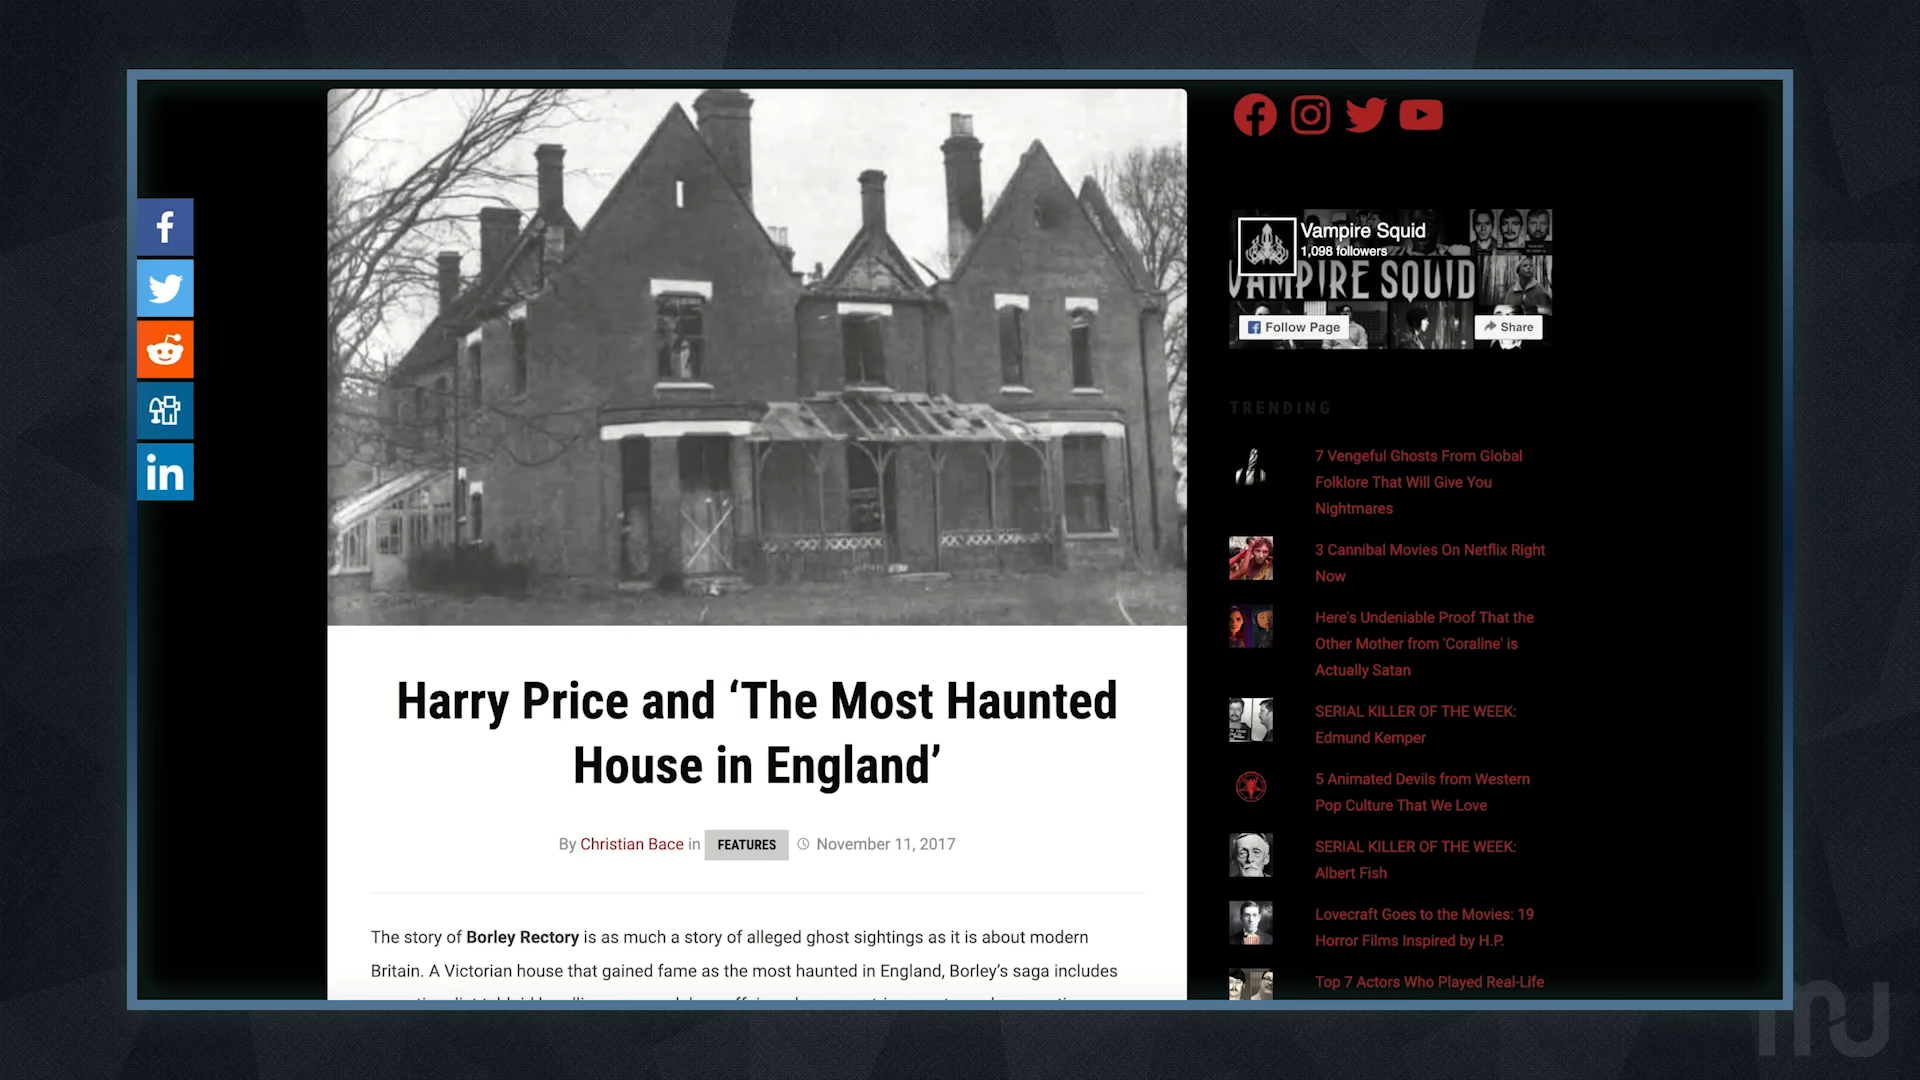 Harry Price and ‘The Most Haunted
House in England’
By Christian Bace in FEATURES November 11, 2017
The story of Borley Rectory is as much a story of alleged ghost sightings as it is about modern
Britain. A Victorian house that gained fame as the most haunted in England, Borley’s saga includes
Vampire Squid
1,098 followers
VAMPIRE SQUID
Follow Page
Share
TRENDING
7 Vengeful Ghosts From Global
Folklore That Will Give You
Nightmares
3 Cannibal Movies On Netflix Right
Now
Here's Undeniable Proof That the
Other Mother from 'Coraline' is
Actually Satan
SERIAL KILLER OF THE WEEK:
Edmund Kemper
5 Animated Devils from Western
Pop Culture That We Love
SERIAL KILLER OF THE WEEK:
Albert Fish
Lovecraft Goes to the Movies: 19
Horror Films Inspired by H.P.
Top 7 Actors Who Played Real-Life